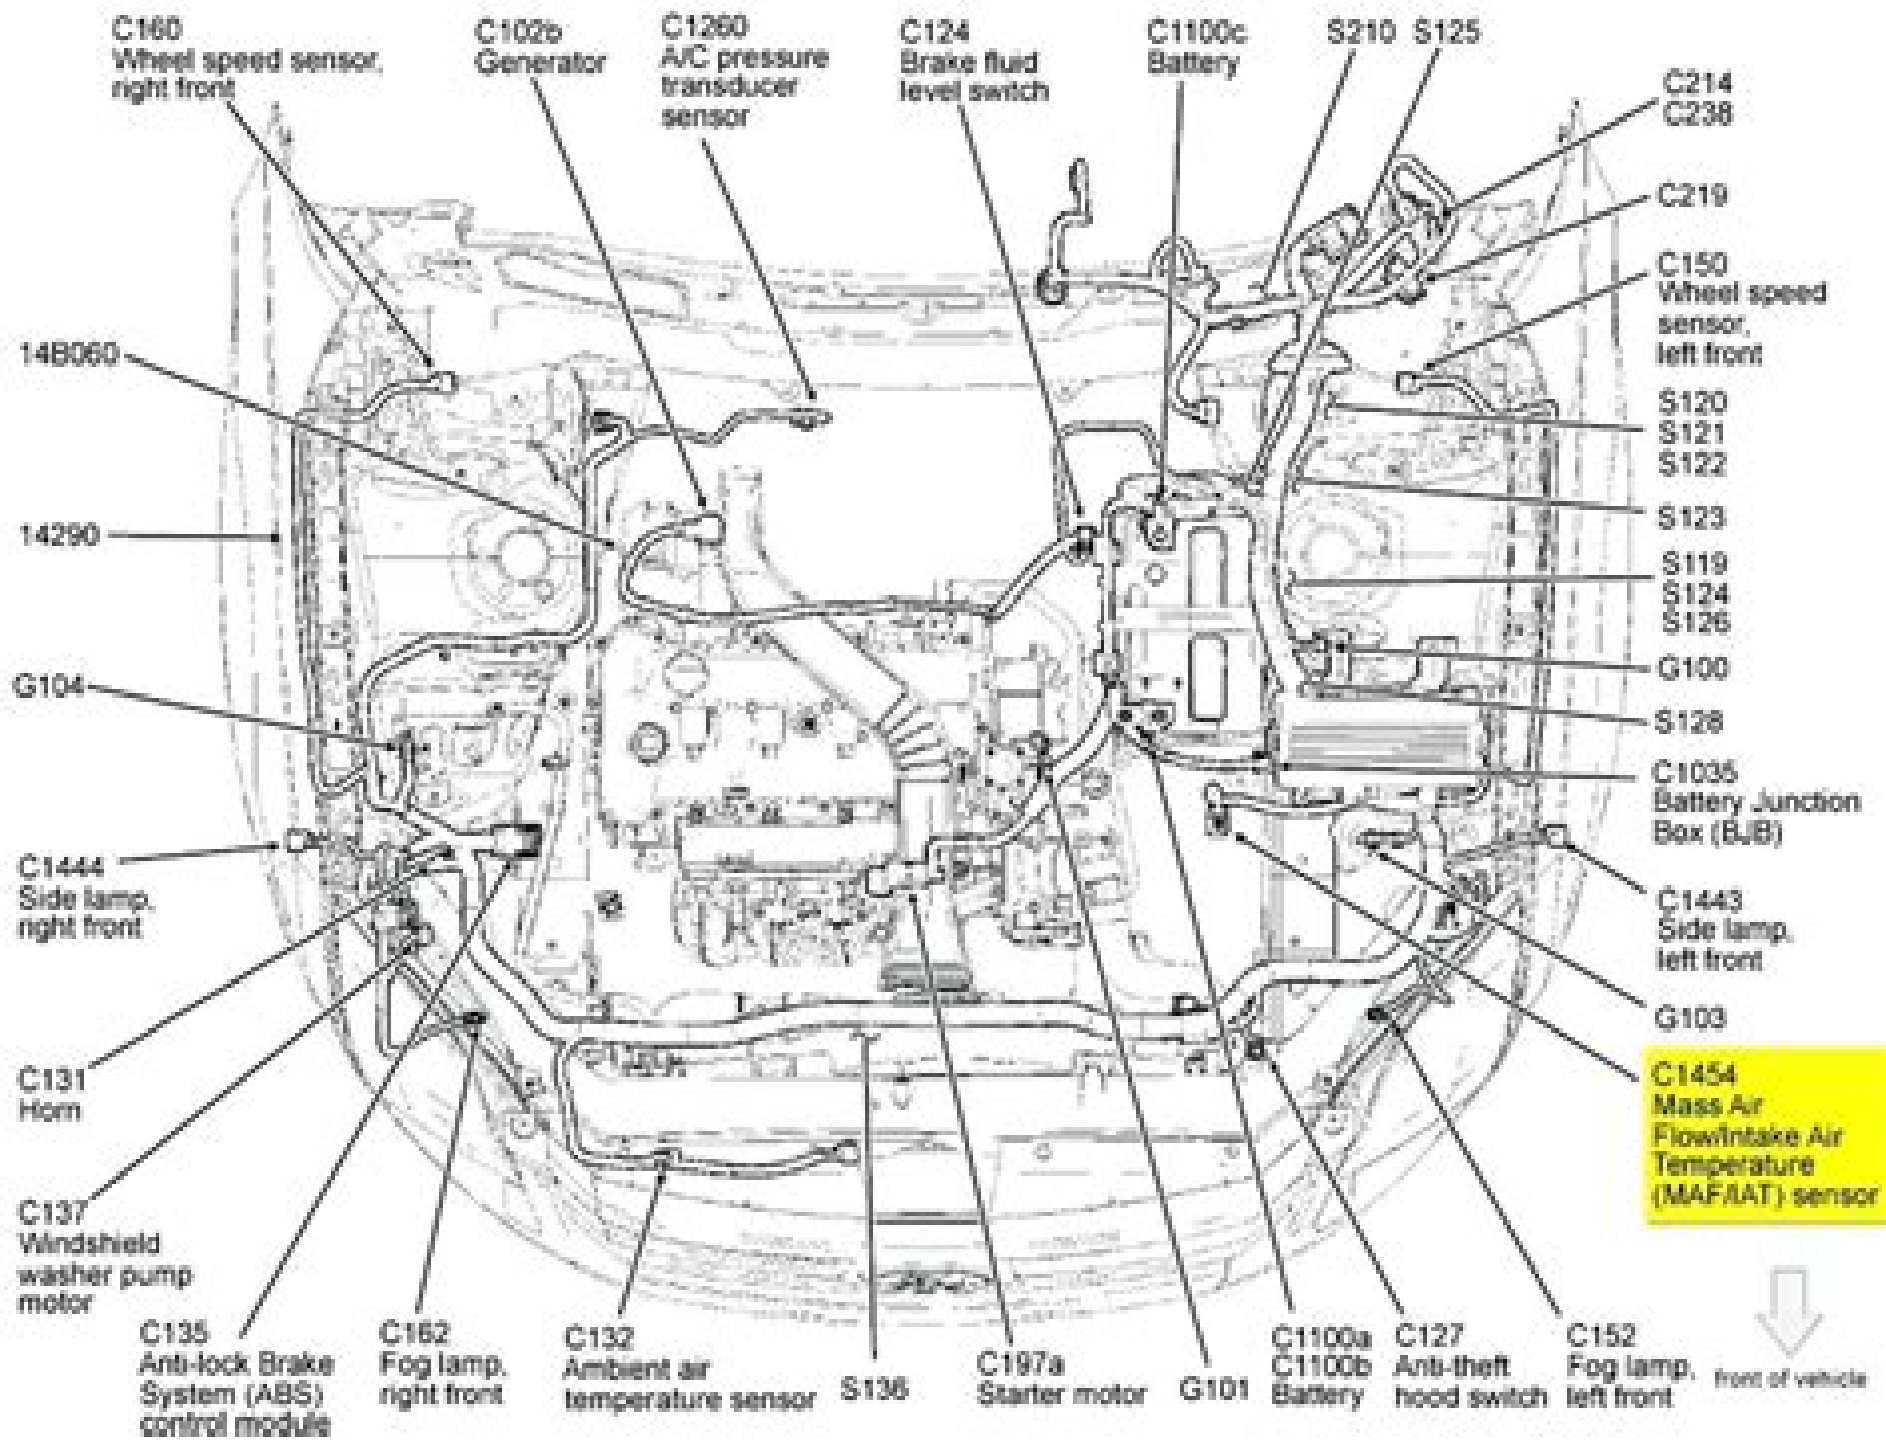 C160
Wheel speed sensor,
right front
C102b
Generator
C1260
A/C pressure
transducer
sensor
C124
Brake fluid
level switch
C1100c
Battery
S210
S125
C214
C238
C219
C150
Wheel speed
sensor,
left front
S120
S121
S122
S123
S119
S124
S126
G100
S128
C1035
Battery Junction
Box (BJB)
C1443
Side lamp,
left front
G103
C1454
Mass Air
Flow/Intake Air
Temperature
(MAF/IAT) sensor
14B060
14290
G104
C1444
Side lamp,
right front
C131
Horn
C137
Windshield
washer pump
motor
C135
Anti-lock Brake
System (ABS)
control module
C162
Fog lamp,
right front
C132
Ambient air
temperature sensor
S136
C197a
Starter motor
G101
C1100a
C1100b
Battery
C127
Anti-theft
hood switch
C152
Fog lamp,
left front
front of vehicle